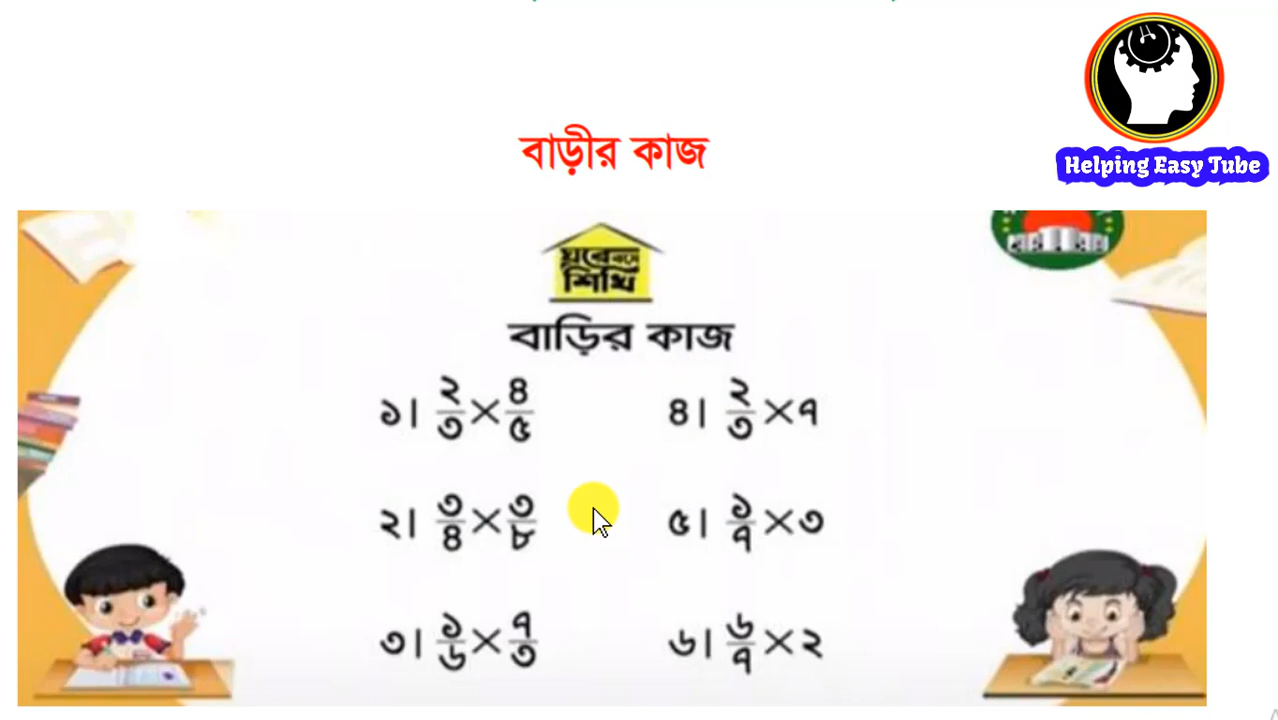 Helping Easy Tube
বাড়ীর কাজ
ঘরে বসে
শিখি
বাড়ির কাজ
১। ২/৩ × ৪/৫
৪। ২/৩ × ৭
২। ৩/৪ × ৩/৮
৫। ১/৭ × ৩
৩। ১/৬ × ৭/৩
৬। ৬/৭ × ২